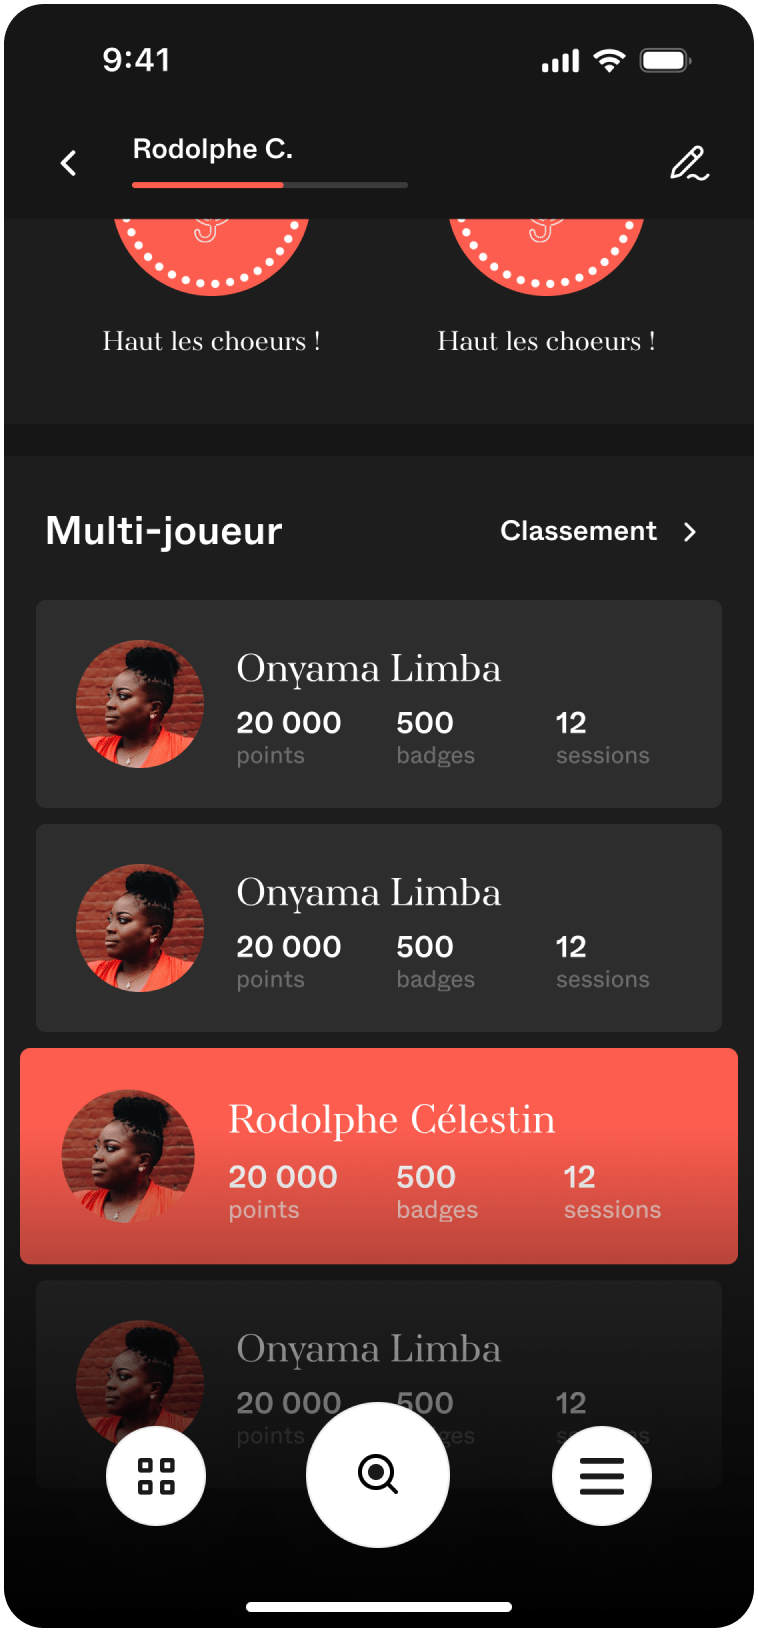 9:41
Rodolphe C.
Haut les choeurs !
Haut les choeurs !
Multi-joueur
Classement
Onyama Limba
20 000 500 12
points badges sessions
Onyama Limba
20 000 500 12
points badges sessions
Rodolphe Célestin
20 000 500 12
points badges sessions
Onyama Limba
20 000 500 12
points